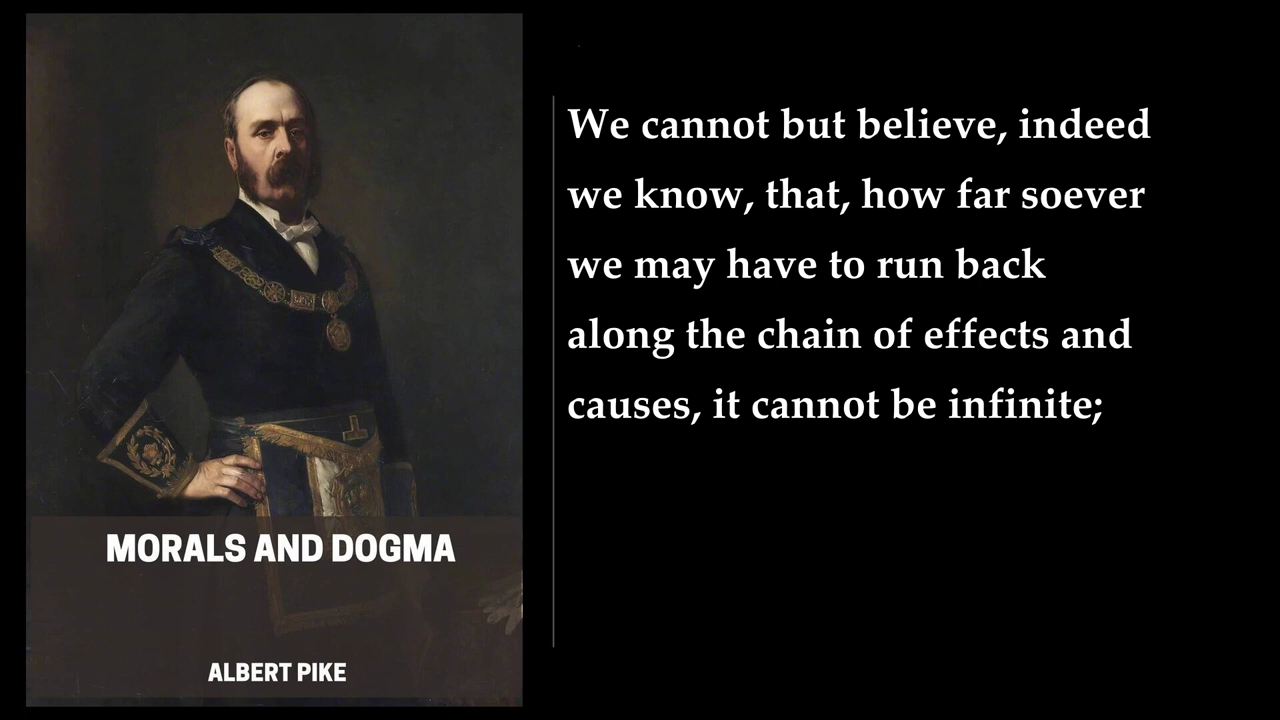 MORALS AND DOGMA
ALBERT PIKE
We cannot but believe, indeed
we know, that, how far soever
we may have to run back
along the chain of effects and
causes, it cannot be infinite;